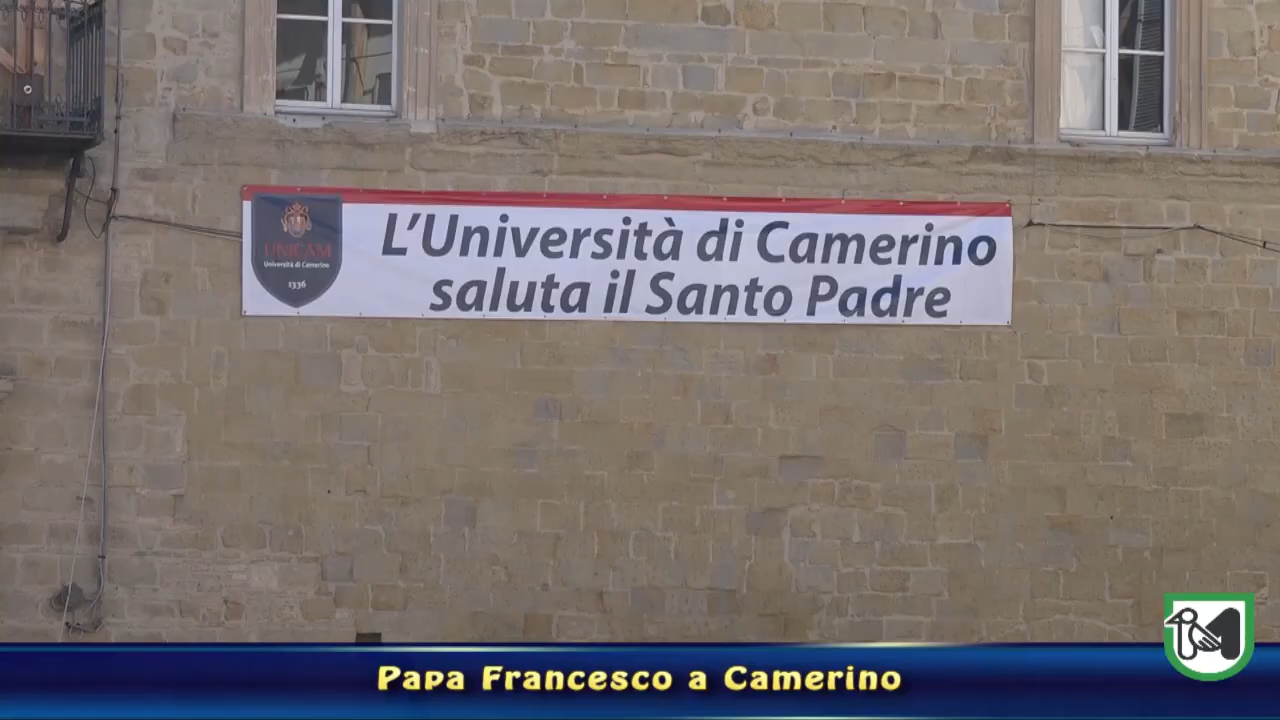 L'Università di Camerino
saluta il Santo Padre
UNICAM
Università di Camerino
1336
Papa Francesco a Camerino